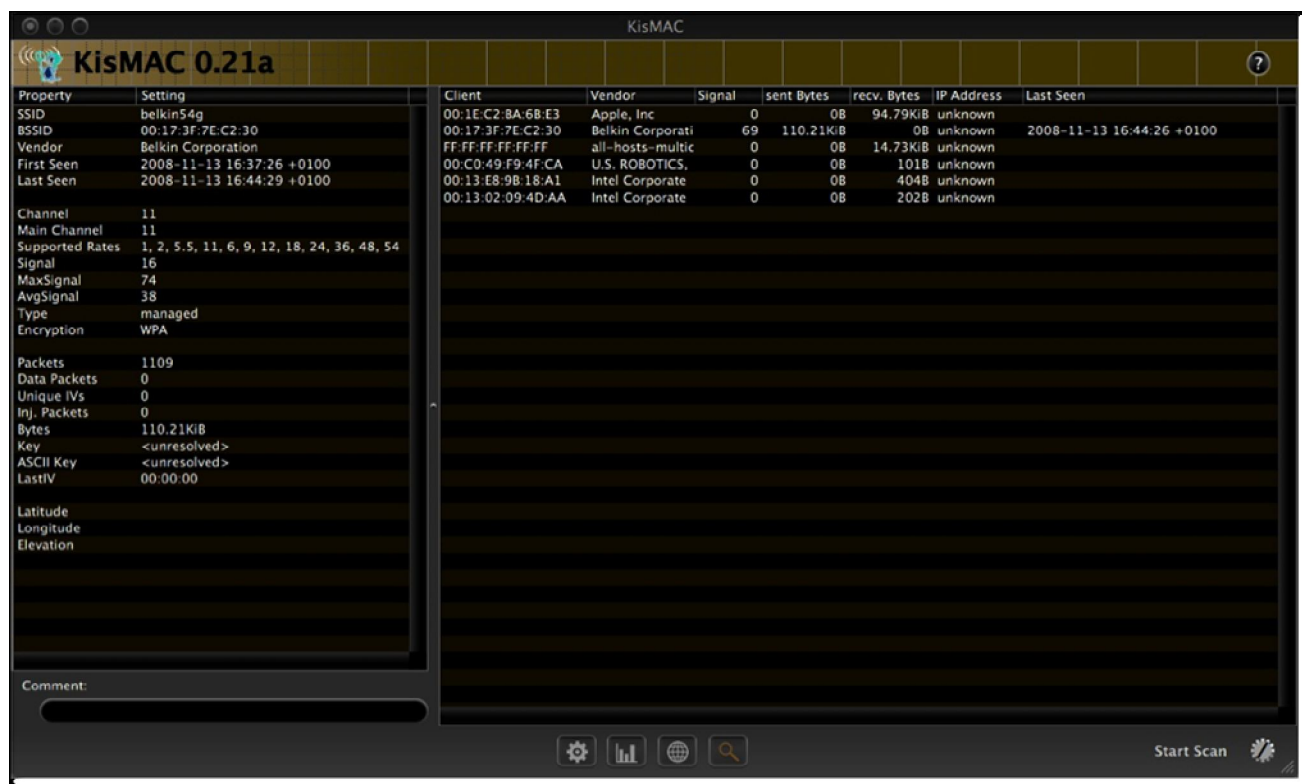 KisMAC
KisMAC 0.21a
?
Property Setting
SSID belkin54g
BSSID 00:17:3F:7E:C2:30
Vendor Belkin Corporation
First Seen 2008-11-13 16:37:26 +0100
Last Seen 2008-11-13 16:44:29 +0100
Channel 11
Main Channel 11
Supported Rates 1, 2, 5.5, 11, 6, 9, 12, 18, 24, 36, 48, 54
Signal 16
MaxSignal 74
AvgSignal 38
Type managed
Encryption WPA
Packets 1109
Data Packets 0
Unique IVs 0
Inj. Packets 0
Bytes 110.21KiB
Key <unresolved>
ASCII Key <unresolved>
LastIV 00:00:00
Latitude
Longitude
Elevation
Comment:
Client Vendor Signal sent Bytes recv. Bytes IP Address Last Seen
00:1E:C2:BA:6B:E3 Apple, Inc 0 0B 94.79KiB unknown
00:17:3F:7E:C2:30 Belkin Corporati 69 110.21KiB 0B unknown 2008-11-13 16:44:26 +0100
FF:FF:FF:FF:FF:FF all-hosts-multic 0 0B 14.73KiB unknown
00:C0:49:F9:4F:CA U.S. ROBOTICS, 0 0B 101B unknown
00:13:E8:9B:18:A1 Intel Corporate 0 0B 404B unknown
00:13:02:09:4D:AA Intel Corporate 0 0B 202B unknown
Start Scan